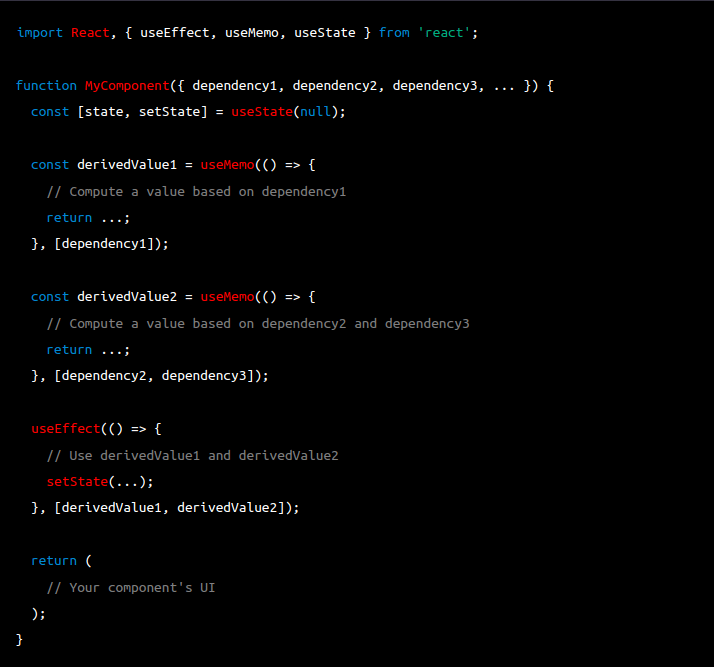 import React, { useEffect, useMemo, useState } from 'react';
function MyComponent({ dependency1, dependency2, dependency3, ... }) {
const [state, setState] = useState(null);
const derivedValue1 = useMemo(() => {
// Compute a value based on dependency1
return ...;
}, [dependency1]);
const derivedValue2 = useMemo(() => {
// Compute a value based on dependency2 and dependency3
return ...;
}, [dependency2, dependency3]);
useEffect(() => {
// Use derivedValue1 and derivedValue2
setState(...);
}, [derivedValue1, derivedValue2]);
return (
// Your component's UI
);
}